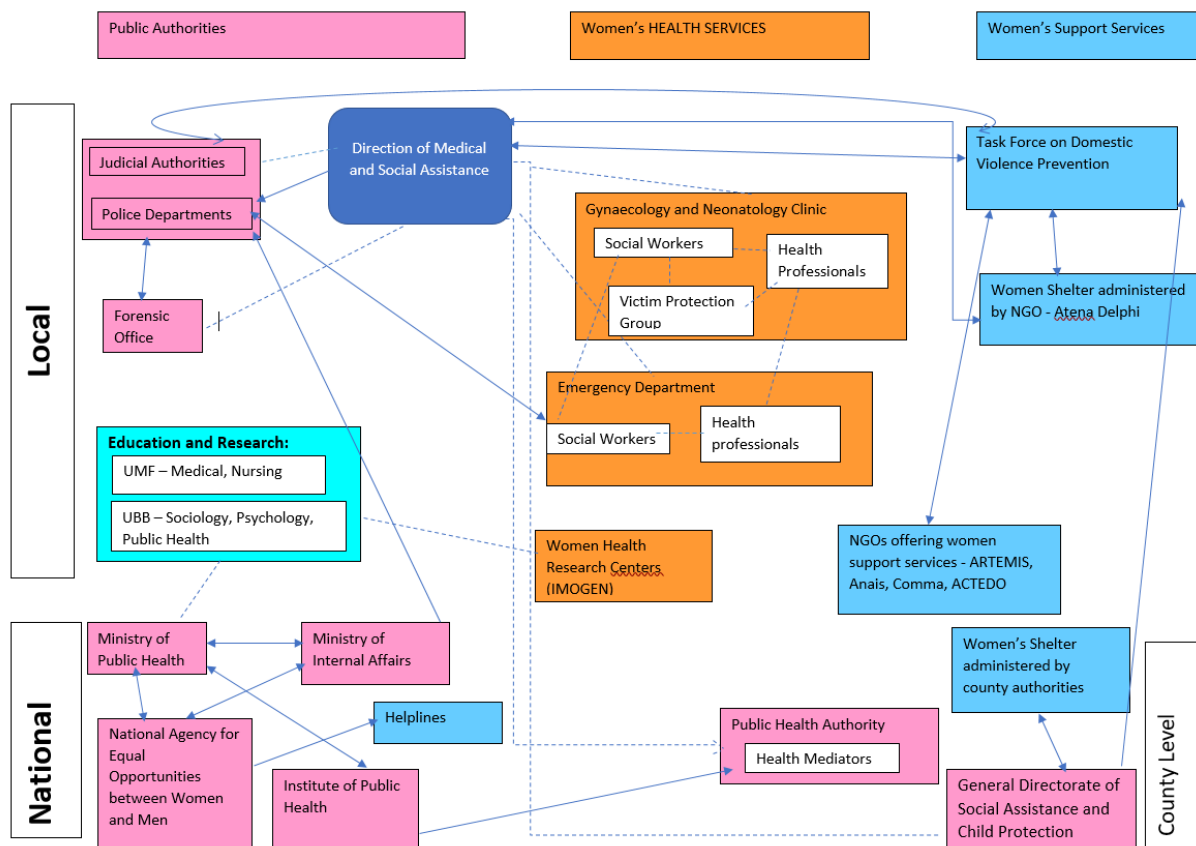 Public Authorities
Women's HEALTH SERVICES
Women's Support Services
Local
Judicial Authorities
Police Departments
Direction of Medical
and Social Assistance
Task Force on Domestic
Violence Prevention
Gynaecology and Neonatology Clinic
Social Workers
Health
Professionals
Victim Protection
Group
Women Shelter administered
by NGO - Atena Delphi
Forensic
Office
Emergency Department
Social Workers
Health
professionals
Education and Research:
UMF – Medical, Nursing
UBB – Sociology, Psychology,
Public Health
Women Health
Research Centers
(IMOGEN)
NGOs offering women
support services - ARTEMIS,
Anais, Comma, ACTEDO
National
Ministry of
Public Health
Ministry of
Internal Affairs
Women's Shelter
administered by
county authorities
County Level
National Agency for
Equal
Opportunities
between Women
and Men
Helplines
Institute of Public
Health
Public Health Authority
Health Mediators
General Directorate of
Social Assistance and
Child Protection